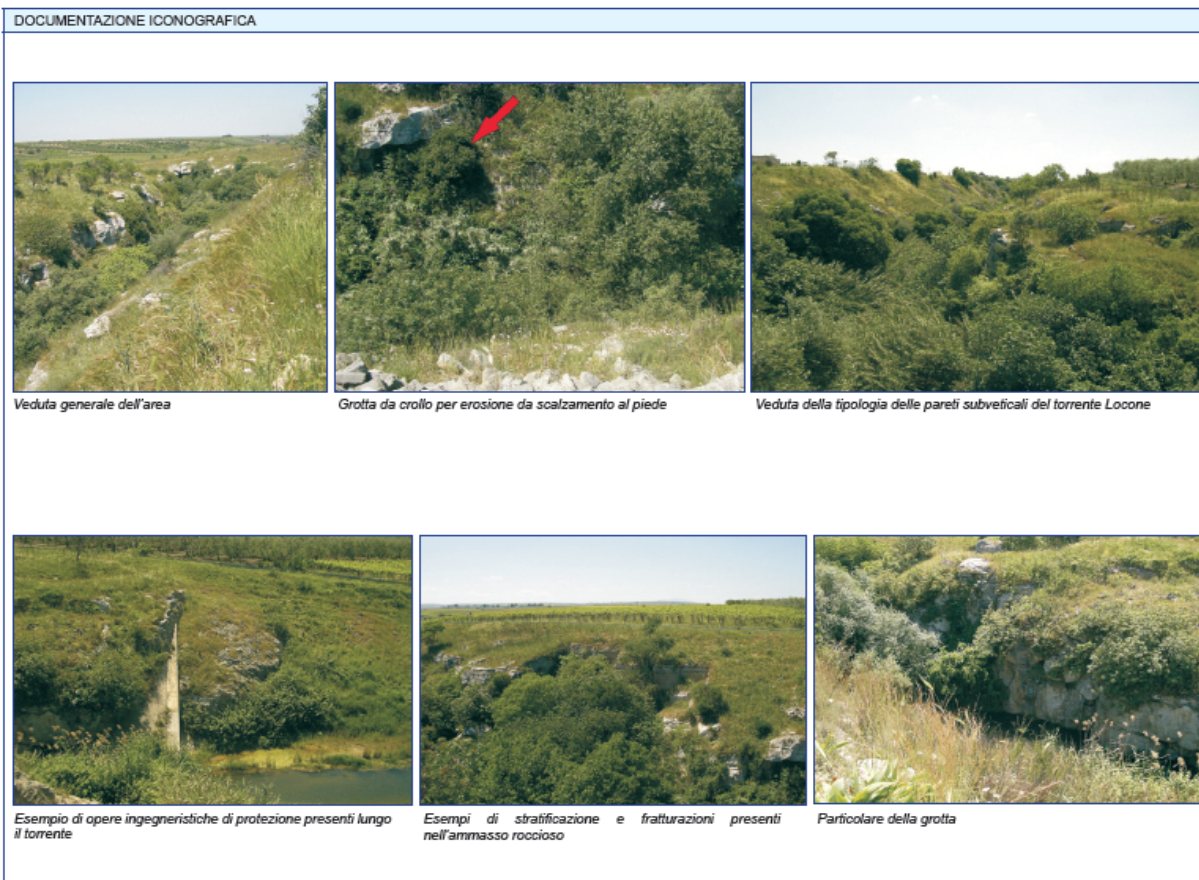 DOCUMENTAZIONE ICONOGRAFICA
Veduta generale dell'area
Grotta da crollo per erosione da scalzamento al piede
Veduta della tipologia delle pareti subveticali del torrente Locone
Esempio di opere ingegneristiche di protezione presenti lungo
il torrente
Esempi di stratificazione e fratturazioni presenti
nell'ammasso roccioso
Particolare della grotta